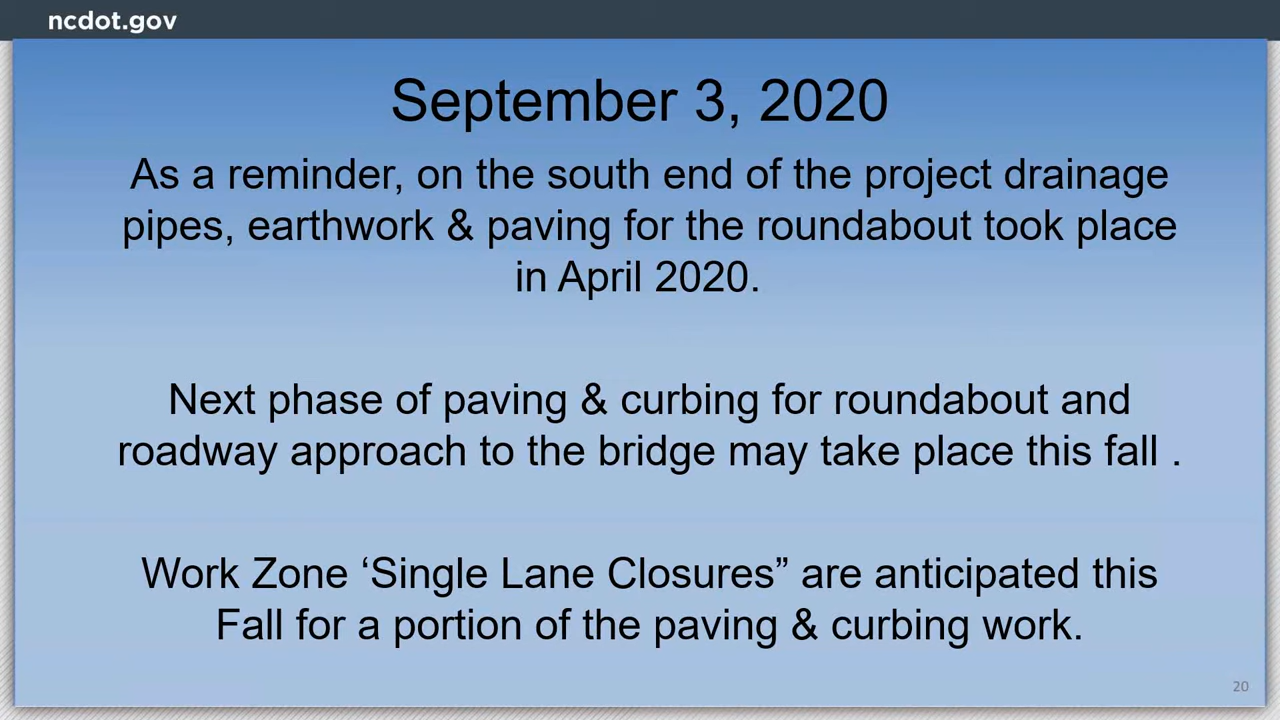 ncdot.gov
September 3, 2020
As a reminder, on the south end of the project drainage
pipes, earthwork & paving for the roundabout took place
in April 2020.
Next phase of paving & curbing for roundabout and
roadway approach to the bridge may take place this fall .
Work Zone ‘Single Lane Closures” are anticipated this
Fall for a portion of the paving & curbing work.
20